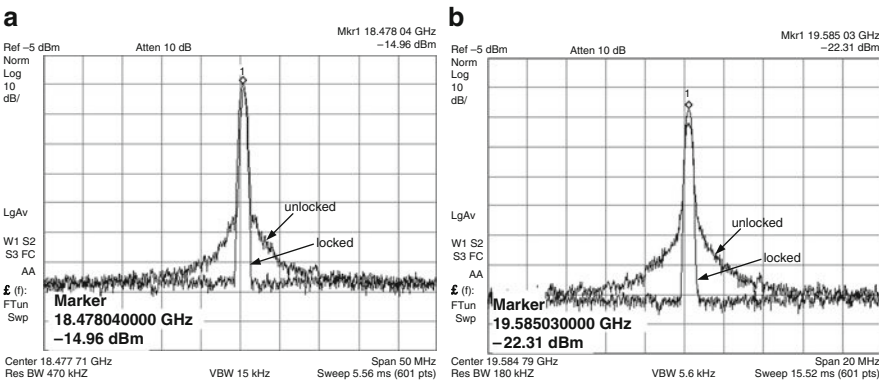 a
Mkr1 18.478 04 GHz
Ref –5 dBm Atten 10 dB –14.96 dBm
Norm
Log
10
dB/
1
LgAv
unlocked
W1 S2
locked
S3 FC
AA
£ (f):
FTun
Swp
Marker
18.478040000 GHz
–14.96 dBm
Center 18.477 71 GHz Span 50 MHz
Res BW 470 kHZ VBW 15 kHz Sweep 5.56 ms (601 pts)
b
Mkr1 19.585 03 GHz
Ref –5 dBm Atten 10 dB –22.31 dBm
Norm
Log
10
dB/
1
LgAv
unlocked
W1 S2
S3 FC
locked
AA
£ (f):
FTun
Swp
Marker
19.585030000 GHz
–22.31 dBm
Center 19.584 79 GHz Span 20 MHz
Res BW 180 kHZ VBW 5.6 kHz Sweep 15.52 ms (601 pts)